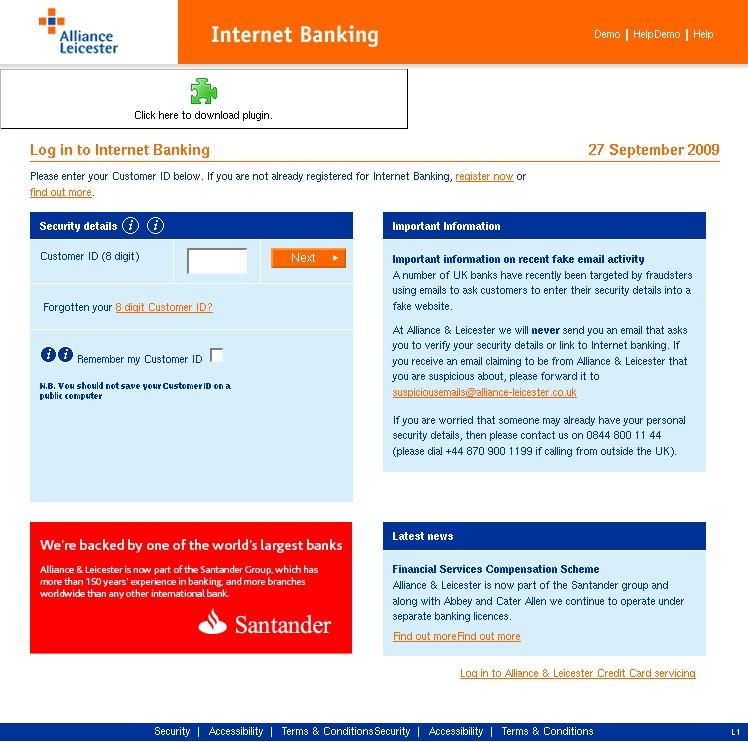 Alliance
Leicester
Internet Banking
Demo | HelpDemo | Help
Click here to download plugin.
Log in to Internet Banking
27 September 2009
Please enter your Customer ID below. If you are not already registered for Internet Banking, register now or
find out more.
Security details
Customer ID (8 digit)
Next
Forgotten your 8 digit Customer ID?
Remember my Customer ID
N.B. You should not save your Customer ID on a
public computer
Important Information
Important information on recent fake email activity
A number of UK banks have recently been targeted by fraudsters
using emails to ask customers to enter their security details into a
fake website.
At Alliance & Leicester we will never send you an email that asks
you to verify your security details or link to Internet banking. If
you receive an email claiming to be from Alliance & Leicester that
you are suspicious about, please forward it to
suspiciousemails@alliance-leicester.co.uk
If you are worried that someone may already have your personal
security details, then please contact us on 0844 800 11 44
(please dial +44 870 900 1199 if calling from outside the UK).
We're backed by one of the world's largest banks
Alliance & Leicester is now part of the Santander Group, which has
more than 150 years' experience in banking, and more branches
worldwide than any other international bank.
Santander
Latest news
Financial Services Compensation Scheme
Alliance & Leicester is now part of the Santander group and
along with Abbey and Cater Allen we continue to operate under
separate banking licences.
Find out moreFind out more
Log in to Alliance & Leicester Credit Card servicing
Security | Accessibility | Terms & ConditionsSecurity | Accessibility | Terms & Conditions
L1